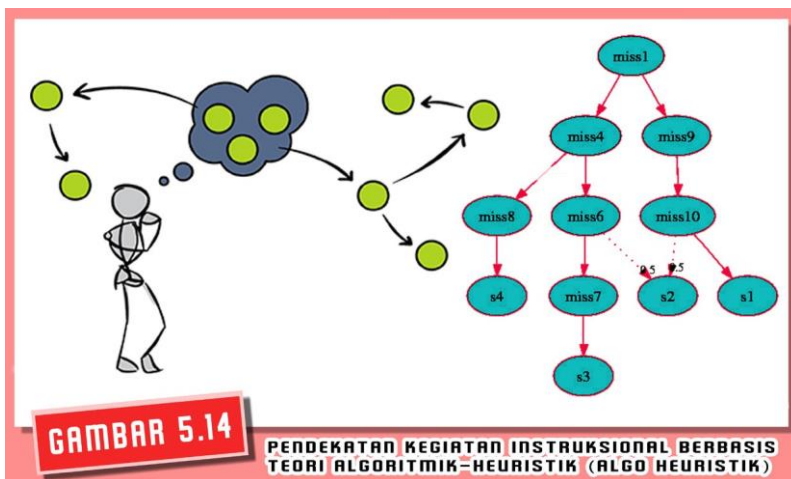 miss1
miss4 miss9
miss8 miss6 miss10
0.5 0.5
s4 miss7 s2 s1
s3
GAMBAR 5.14
PENDEKATAN KEGIATAN INSTRUKSIONAL BERBASIS
TEORI ALGORITMIK-HEURISTIK (ALGO HEURISTIK)